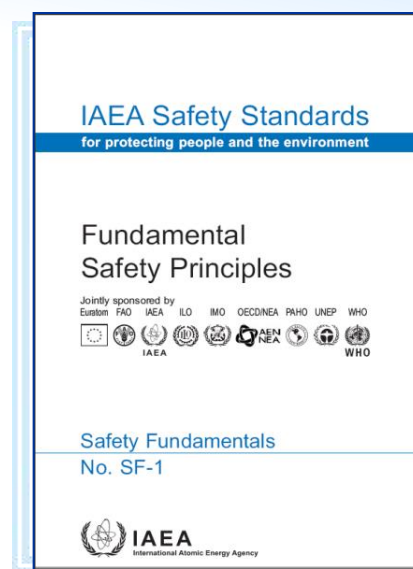 IAEA Safety Standards
for protecting people and the environment
Fundamental
Safety Principles
Jointly sponsored by
Euratom FAO IAEA ILO IMO OECD/NEA PAHO UNEP WHO
IAEA AEN NEA WHO
Safety Fundamentals
No. SF-1
IAEA
International Atomic Energy Agency